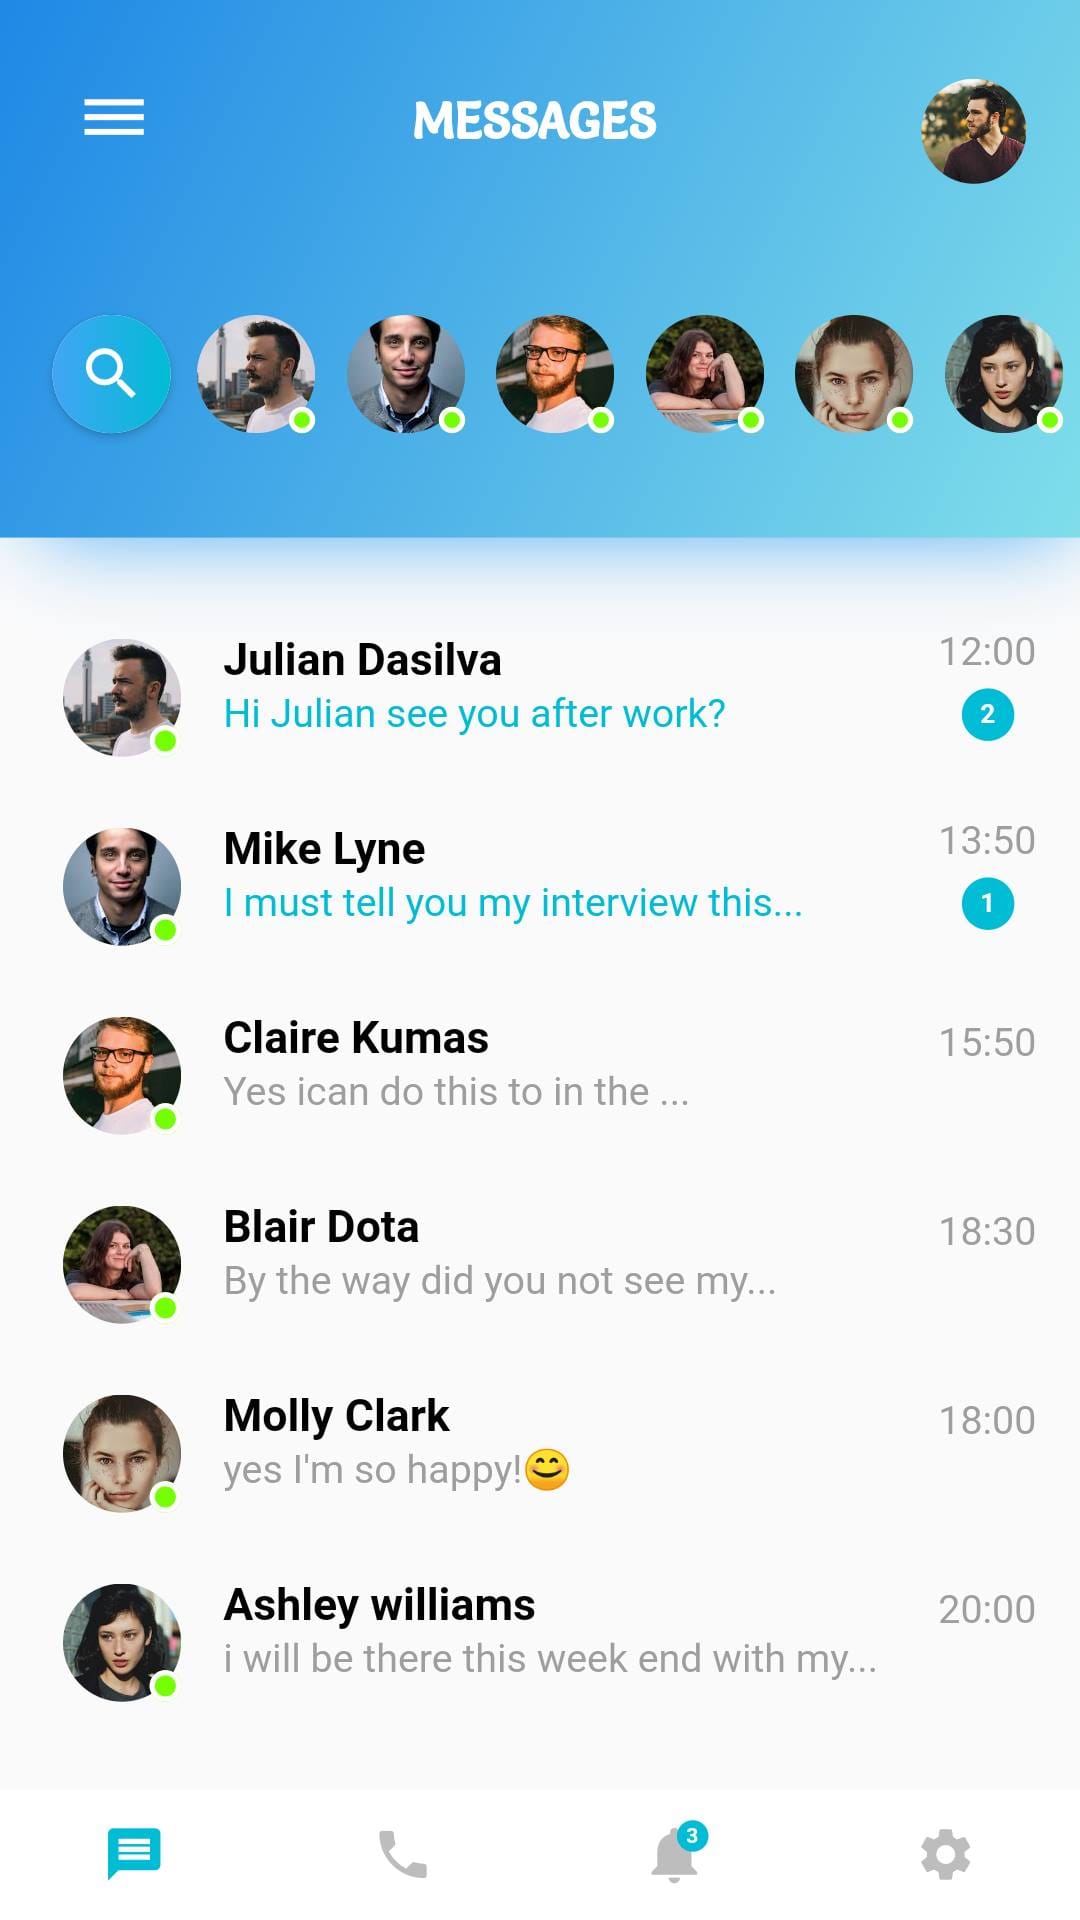 MESSAGES
Julian Dasilva
12:00
Hi Julian see you after work?
2
Mike Lyne
13:50
I must tell you my interview this...
1
Claire Kumas
15:50
Yes ican do this to in the ...
Blair Dota
18:30
By the way did you not see my...
Molly Clark
18:00
yes I'm so happy!😊
Ashley williams
20:00
i will be there this week end with my...
3